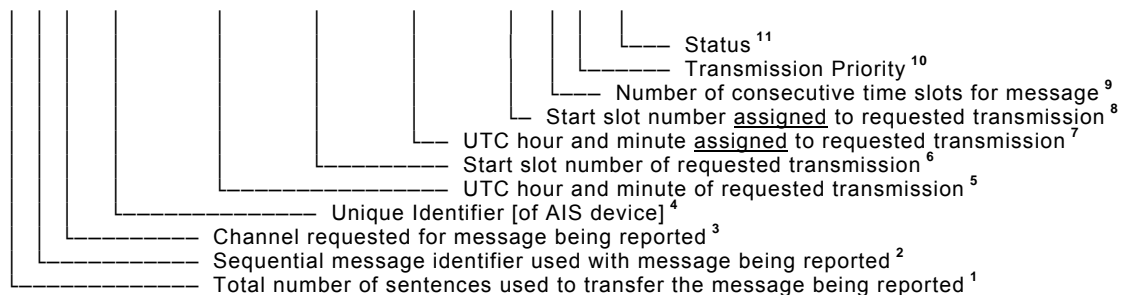 Status 11
Transmission Priority 10
Number of consecutive time slots for message 9
Start slot number assigned to requested transmission 8
UTC hour and minute assigned to requested transmission 7
Start slot number of requested transmission 6
UTC hour and minute of requested transmission 5
Unique Identifier [of AIS device] 4
Channel requested for message being reported 3
Sequential message identifier used with message being reported 2
Total number of sentences used to transfer the message being reported 1